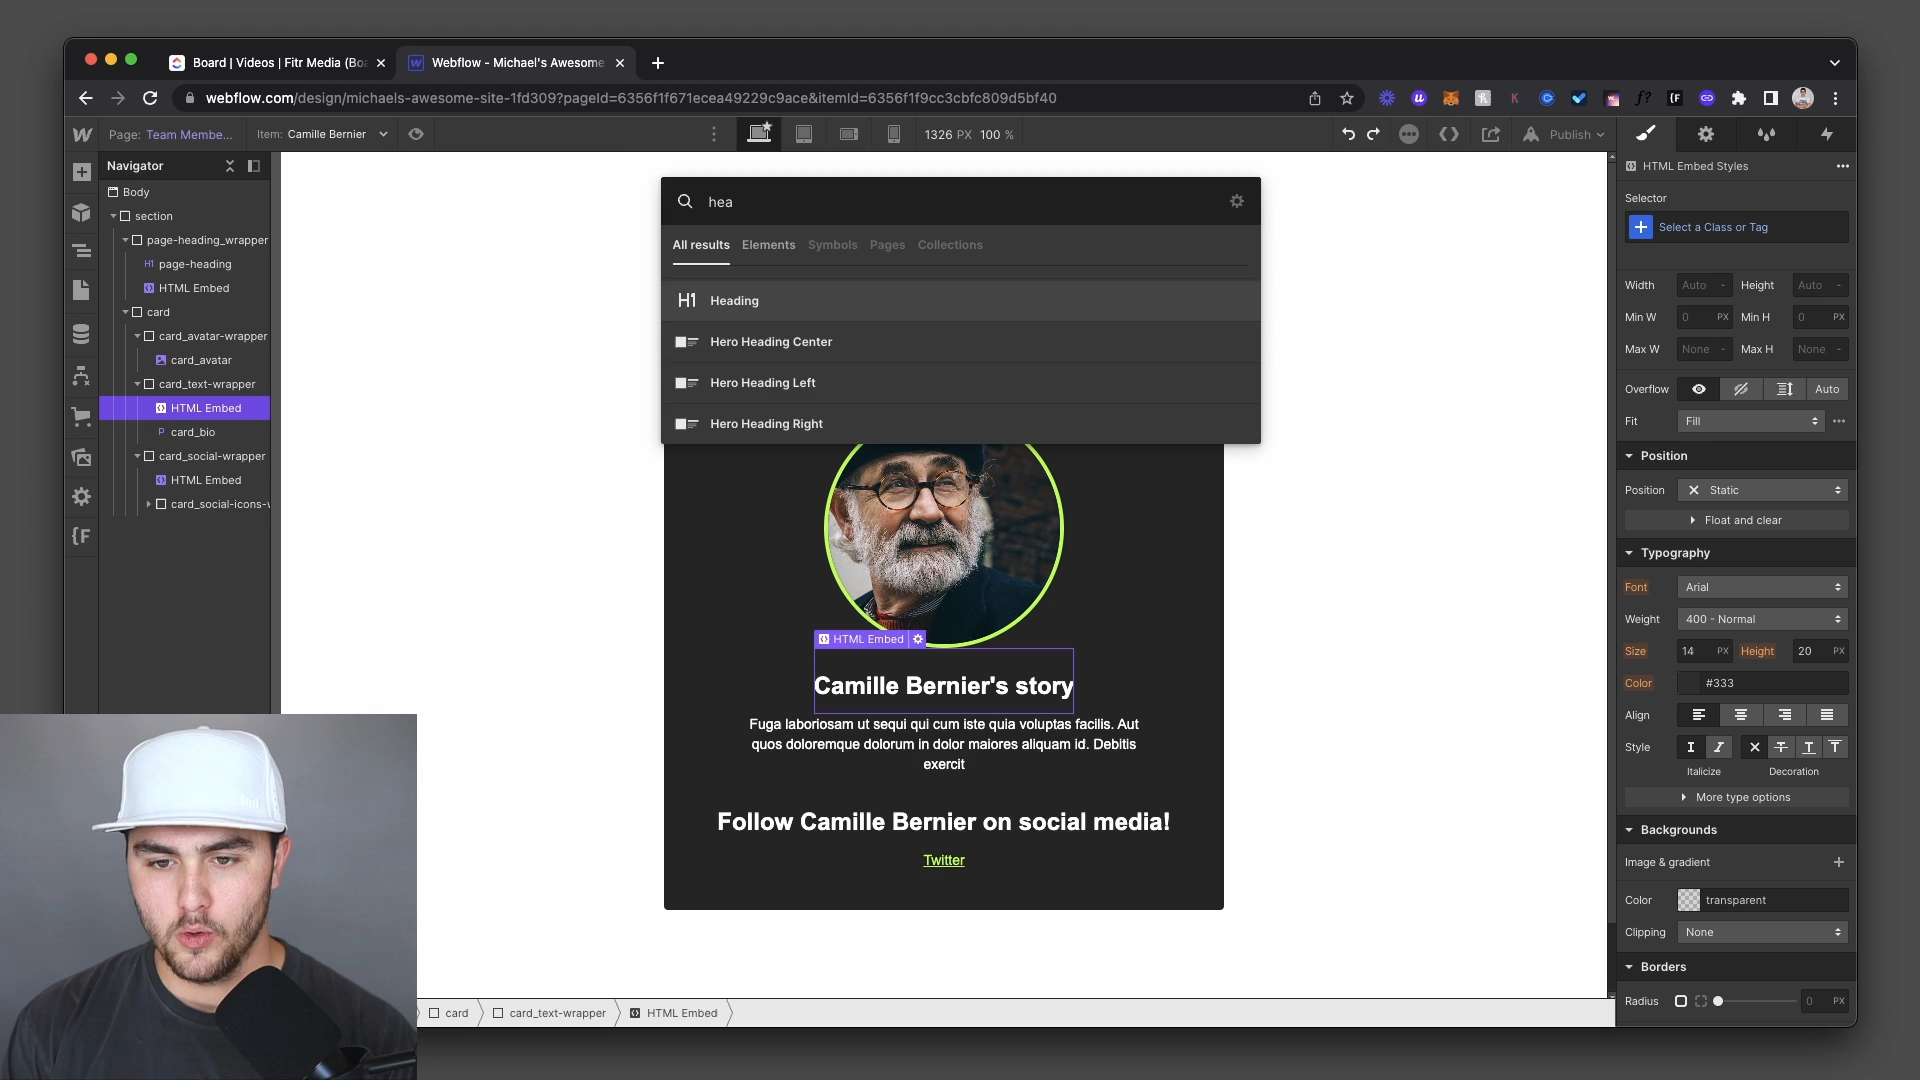 Board | Videos | Fitr Media (Boa
Webflow - Michael's Awesome
webflow.com/design/michaels-awesome-site-1fd309?pageId=6356f1f671ecea49229c9ace&itemId=6356f1f9cc3cbfc809d5bf40
Page: Team Membe...
Item: Camille Bernier
1326 PX 100 %
Publish
Navigator
Body
section
page-heading_wrapper
H1 page-heading
HTML Embed
card
card_avatar-wrapper
card_avatar
card_text-wrapper
HTML Embed
P card_bio
card_social-wrapper
HTML Embed
card_social-icons-w
hea
All results Elements Symbols Pages Collections
H1 Heading
Hero Heading Center
Hero Heading Left
Hero Heading Right
HTML Embed
Camille Bernier's story
Fuga laboriosam ut sequi qui cum iste quia voluptas facilis. Aut
quos doloremque dolorum in dolor maiores aliquam id. Debitis
exercit
Follow Camille Bernier on social media!
Twitter
card card_text-wrapper HTML Embed
HTML Embed Styles
Selector
Select a Class or Tag
Width Auto - Height Auto -
Min W 0 PX Min H 0 PX
Max W None - Max H None -
Overflow Auto
Fit Fill
Position
Position Static
Float and clear
Typography
Font Arial
Weight 400 - Normal
Size 14 PX Height 20 PX
Color #333
Align
Style
Italicize Decoration
More type options
Backgrounds
Image & gradient
Color transparent
Clipping None
Borders
Radius 0 PX